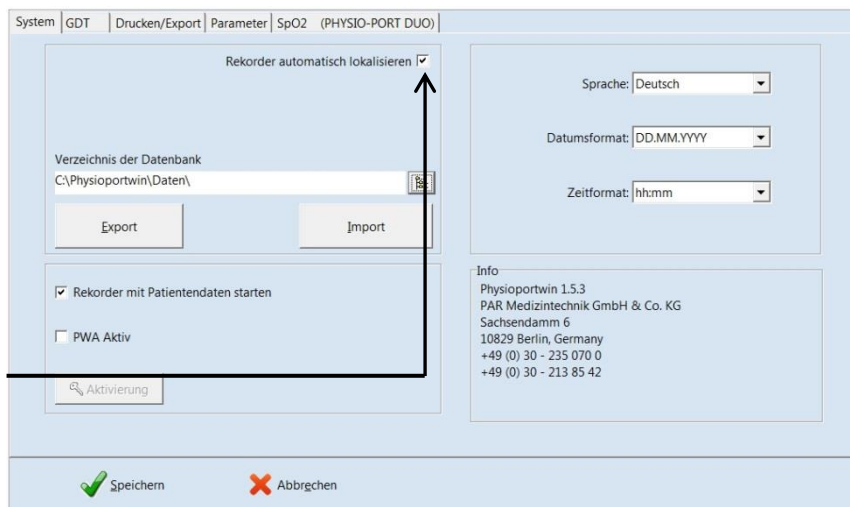 System GDT Drucken/Export Parameter SpO2 (PHYSIO-PORT DUO)
Rekorder automatisch lokalisieren
Verzeichnis der Datenbank
C:\Physioportwin\Daten\
Export Import
Rekorder mit Patientendaten starten
PWA Aktiv
Aktivierung
Sprache: Deutsch
Datumsformat: DD.MM.YYYY
Zeitformat: hh:mm
Info
Physioportwin 1.5.3
PAR Medizintechnik GmbH & Co. KG
Sachsendamm 6
10829 Berlin, Germany
+49 (0) 30 - 235 070 0
+49 (0) 30 - 213 85 42
Speichern Abbrechen